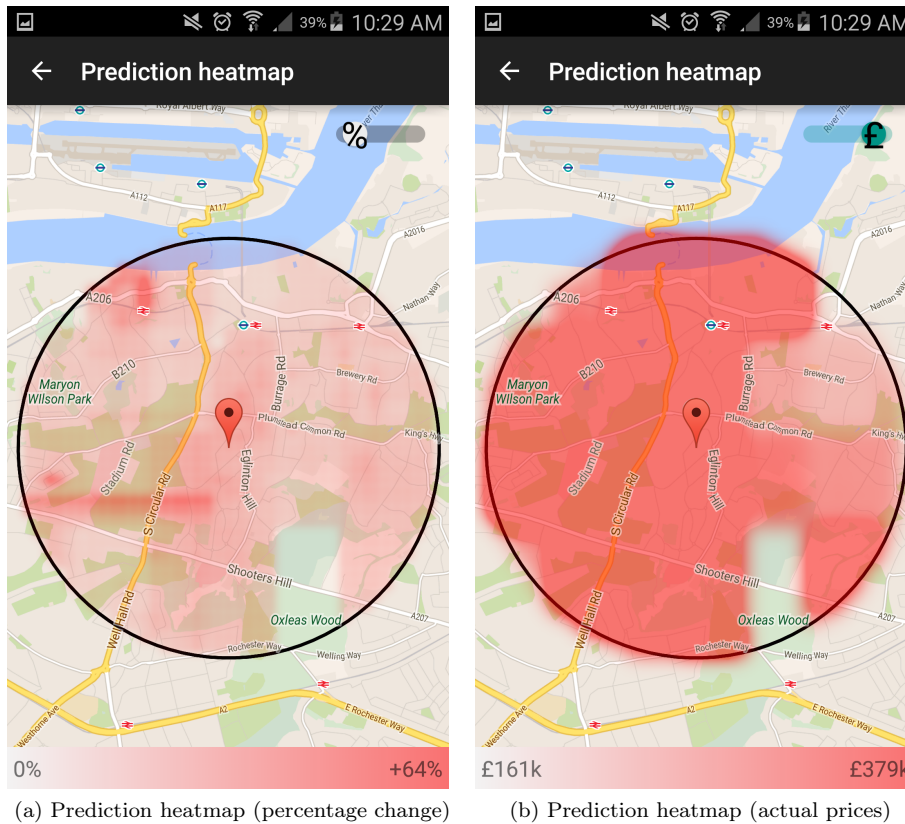 39% 10:29 AM
Prediction heatmap
Royal Albert Way
River Tha
%
A112
A117
A2016
Nathan Way
A206
B210
Maryon
WIlson Park
Burrage Rd
Brewery Rd
Plumstead Common Rd
King's Hwy
Stadium Rd
Eglinton Hill
S Circular Rd
Shooters Hill
Oxleas Wood
A207
Well Hall Rd
Rochester Way
Welling Way
A2
E Rochester Way
Westhorne Ave
0% +64%
(a) Prediction heatmap (percentage change)
39% 10:29 AM
Prediction heatmap
Royal Albert Way
River Tha
£
A112
A117
A2016
Nathan Way
A206
B210
Maryon
WIlson Park
Burrage Rd
Brewery Rd
Plumstead Common Rd
King's H
Stadium Rd
Eglinton Hill
S Circular Rd
Shooters Hill
Oxleas Wood
A207
Well Hall Rd
Rochester Way
Welling Way
A2
E Rochester Way
Westhorne Ave
£161k £379k
(b) Prediction heatmap (actual prices)